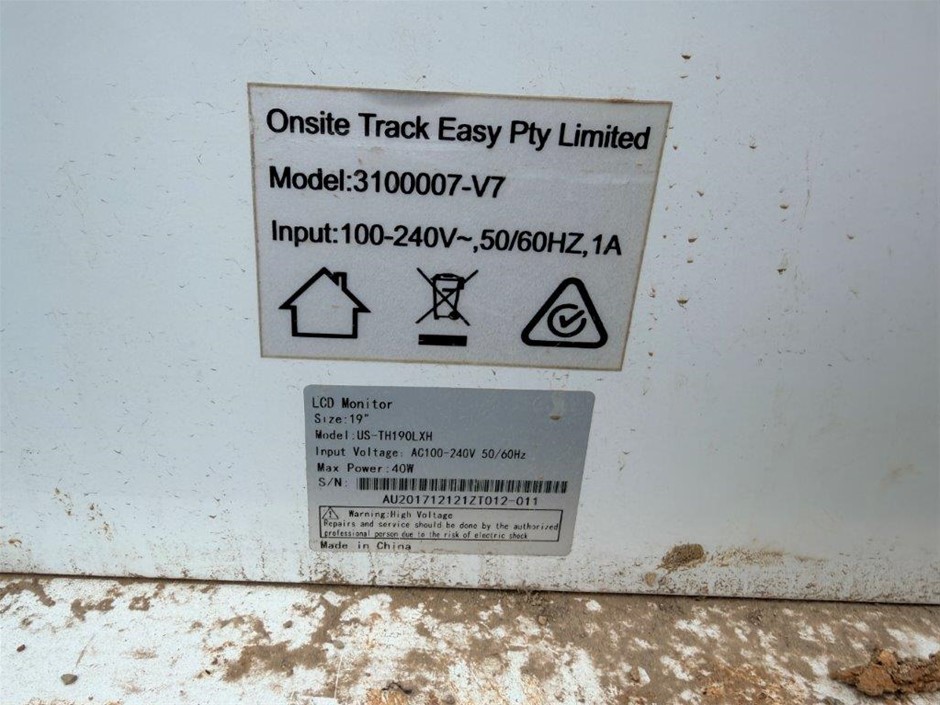 Onsite Track Easy Pty Limited
Model:3100007-V7
Input:100-240V~,50/60HZ,1A
LCD Monitor
Size:19"
Model:US-TH190LXH
Input Voltage: AC100-240V 50/60Hz
Max Power:40W
S/N:
AU201712121ZT012-011
Warning:High Voltage
Repairs and service should be done by the authorized
professional person due to the risk of electric shock
Made in China